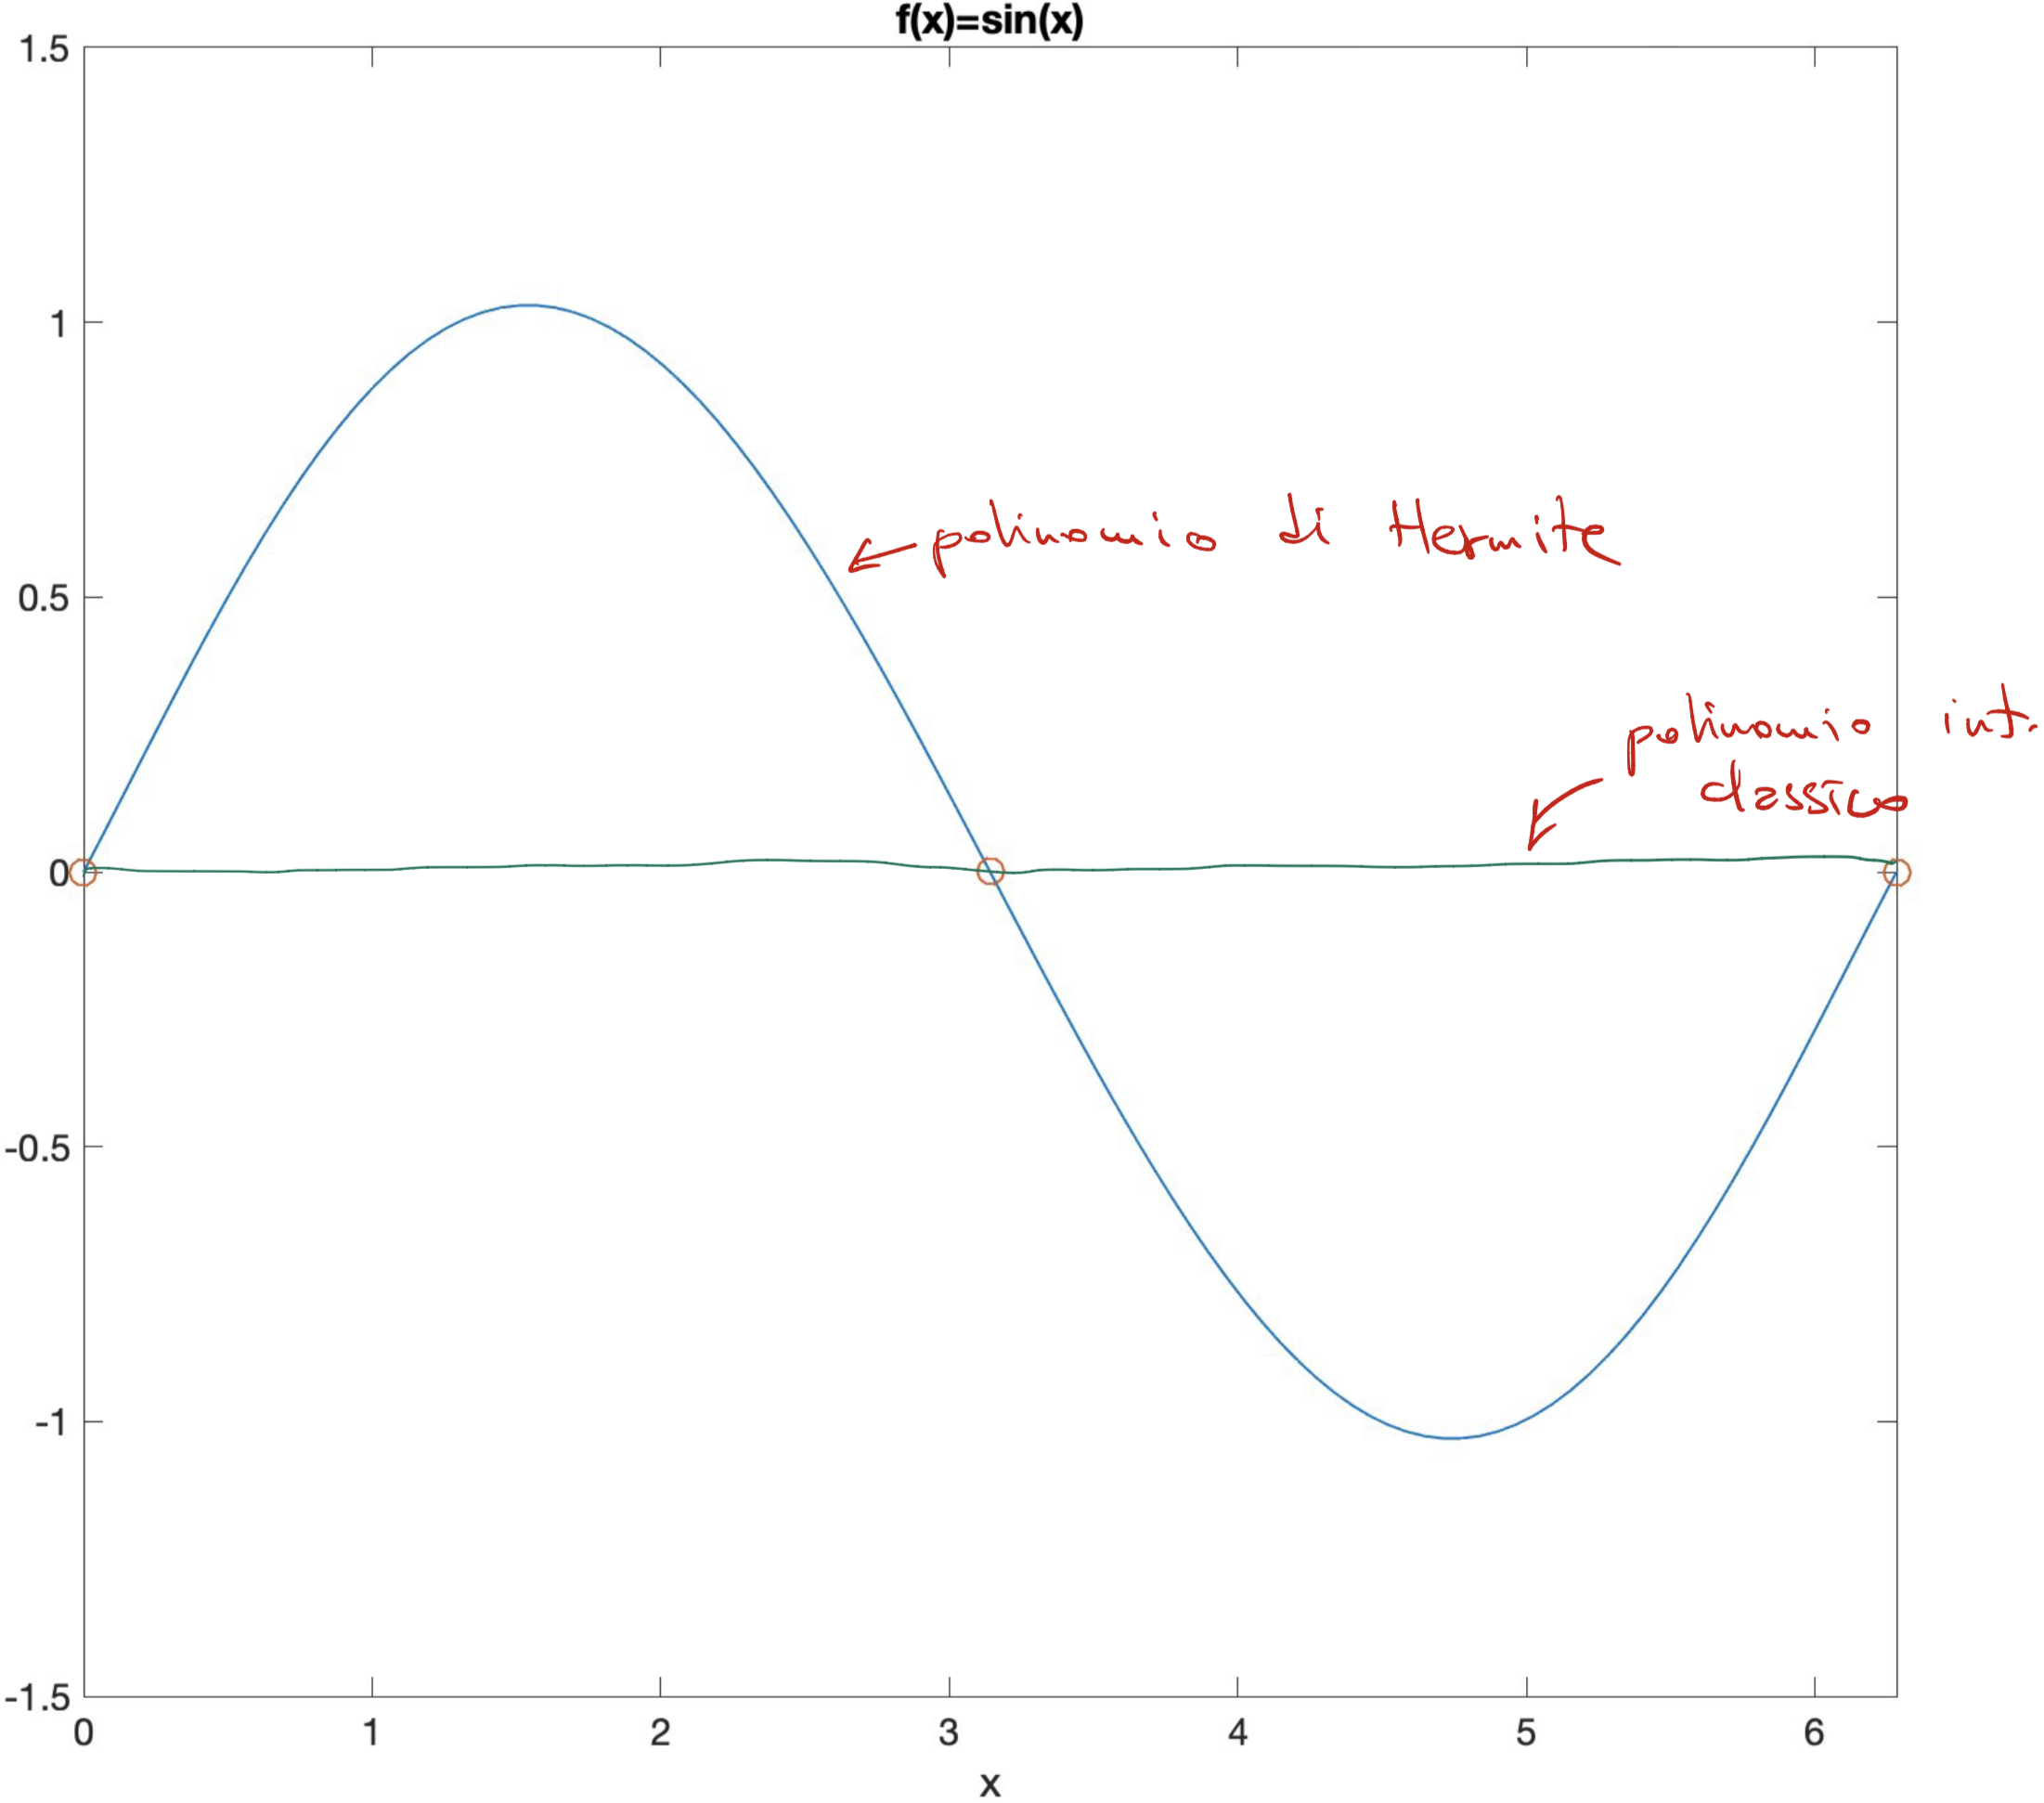 f(x)=sin(x)
1.5
1
0.5
0
-0.5
-1
-1.5
0 1 2 3 4 5 6
x
polinomio di Hermite
polinomio int.
classico